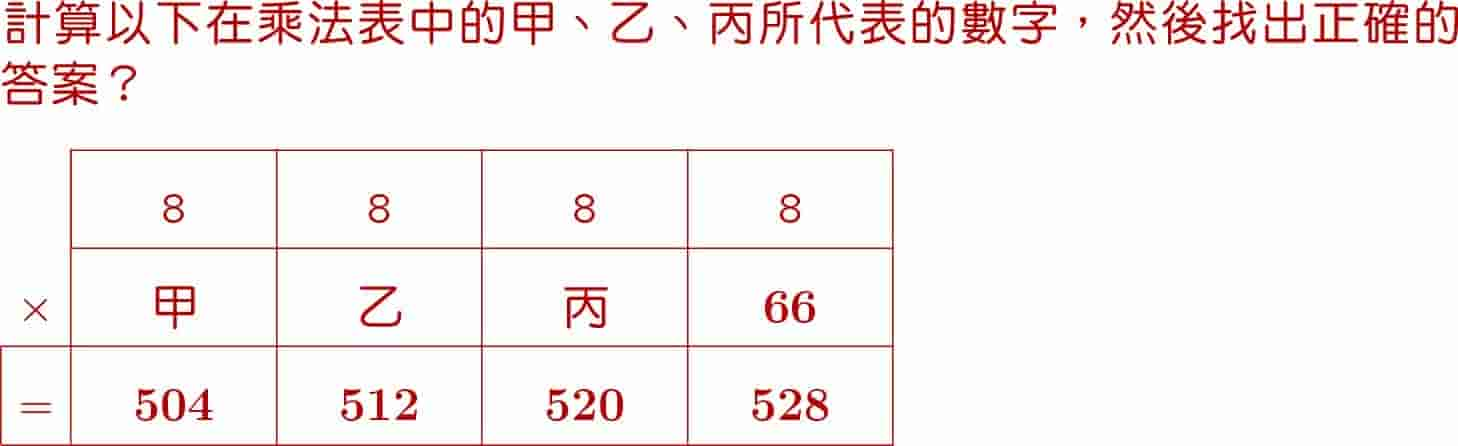 計算以下在乘法表中的甲、乙、丙所代表的數字，然後找出正確的
答案？
8 8 8 8
× 甲 乙 丙 66
= 504 512 520 528